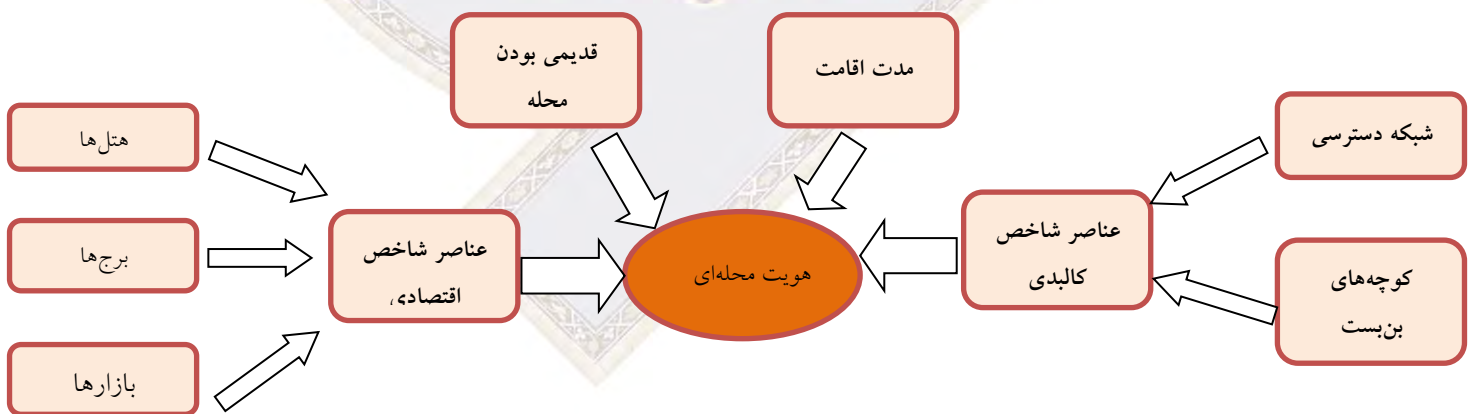 قدیمی بودن
محله
مدت اقامت
شبکه دسترسی
کوچه‌های
بن‌بست
عناصر شاخص
کالبدی
هویت محله‌ای
عناصر شاخص
اقتصادی
هتل‌ها
برج‌ها
بازارها